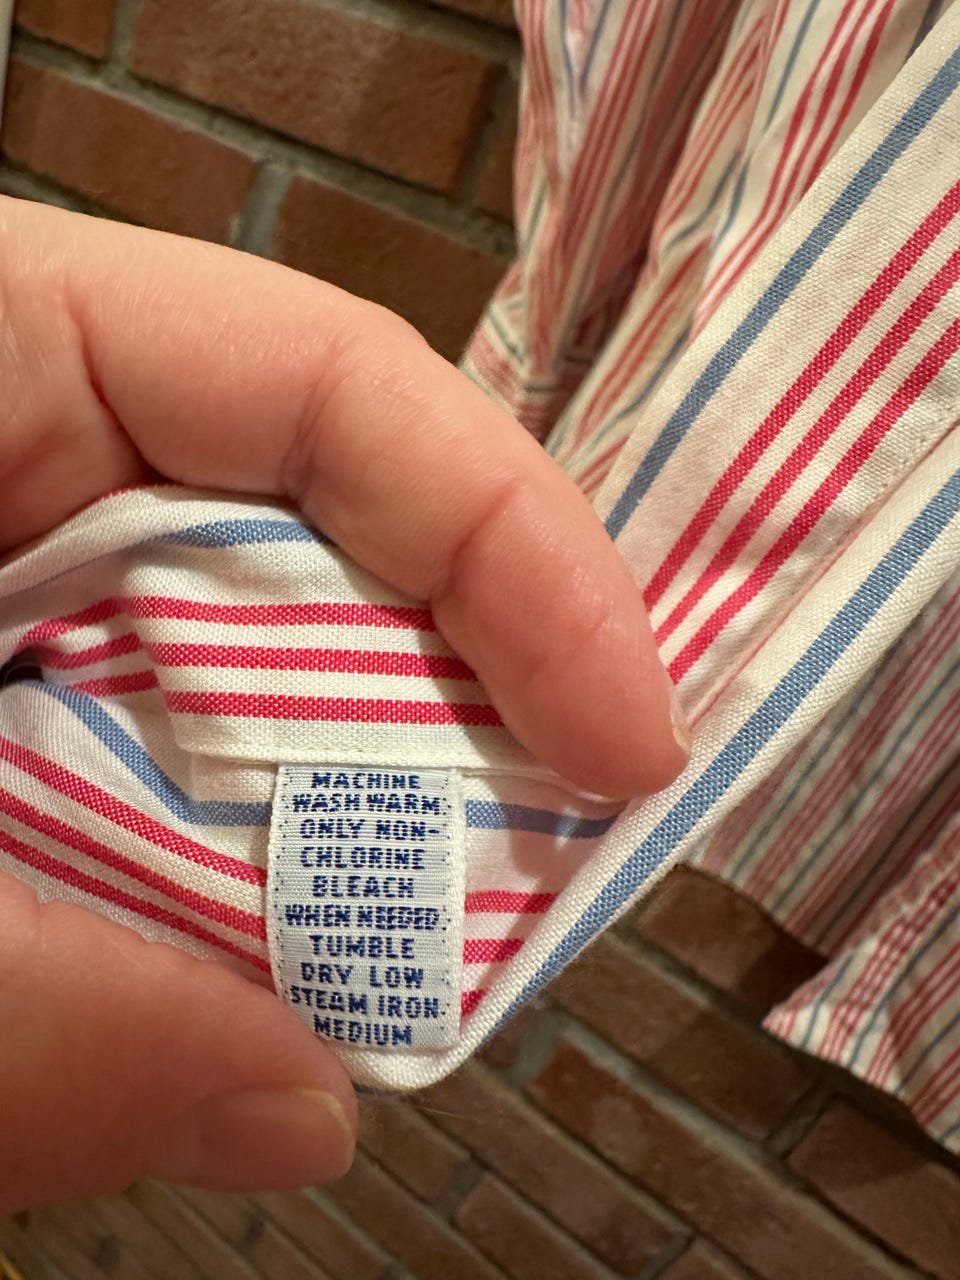 MACHINE
WASH WARM.
ONLY NON-
CHLORINE
BLEACH
WHEN NEEDED.
TUMBLE
DRY LOW
STEAM IRON
MEDIUM